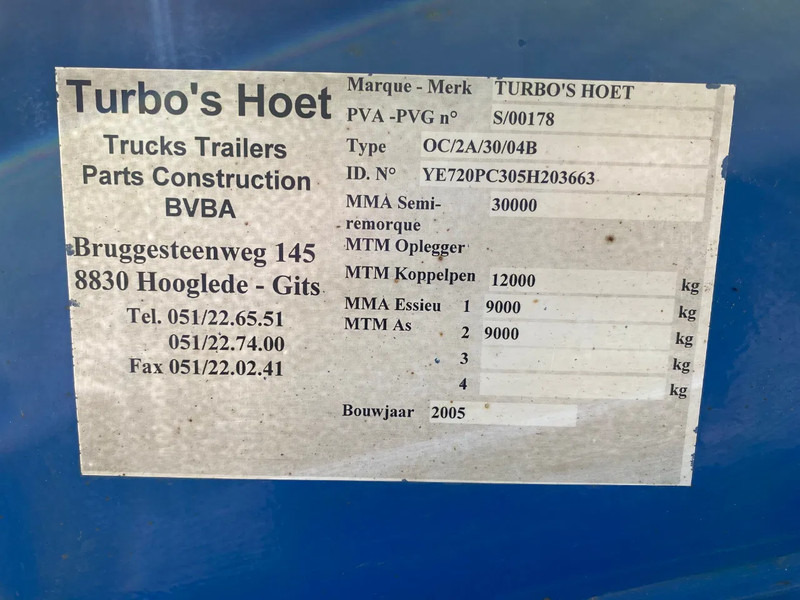 Turbo's Hoet
Trucks Trailers
Parts Construction
BVBA
Bruggesteenweg 145
8830 Hooglede - Gits
Tel. 051/22.65.51
051/22.74.00
Fax 051/22.02.41
Marque - Merk TURBO'S HOET
PVA -PVG n° S/00178
Type OC/2A/30/04B
ID. N° YE720PC305H203663
MMA Semi- 30000
remorque
MTM Oplegger
MTM Koppelpen 12000 kg
MMA Essieu 1 9000 kg
MTM As 2 9000 kg
3 kg
4 kg
Bouwjaar 2005